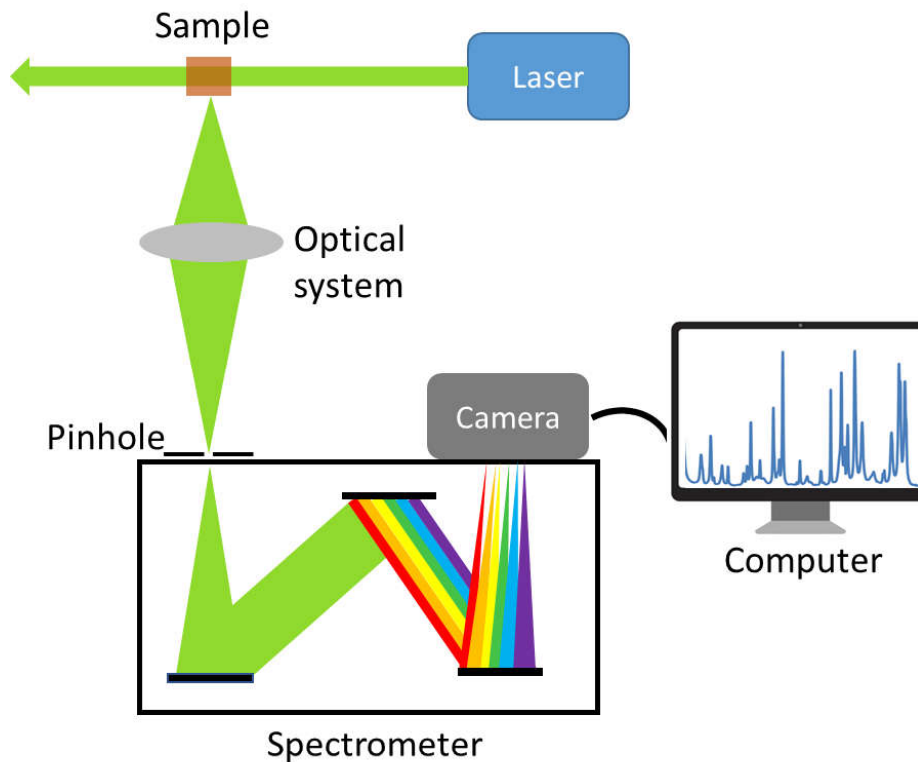 Sample
Laser
Optical
system
Pinhole
Camera
Computer
Spectrometer